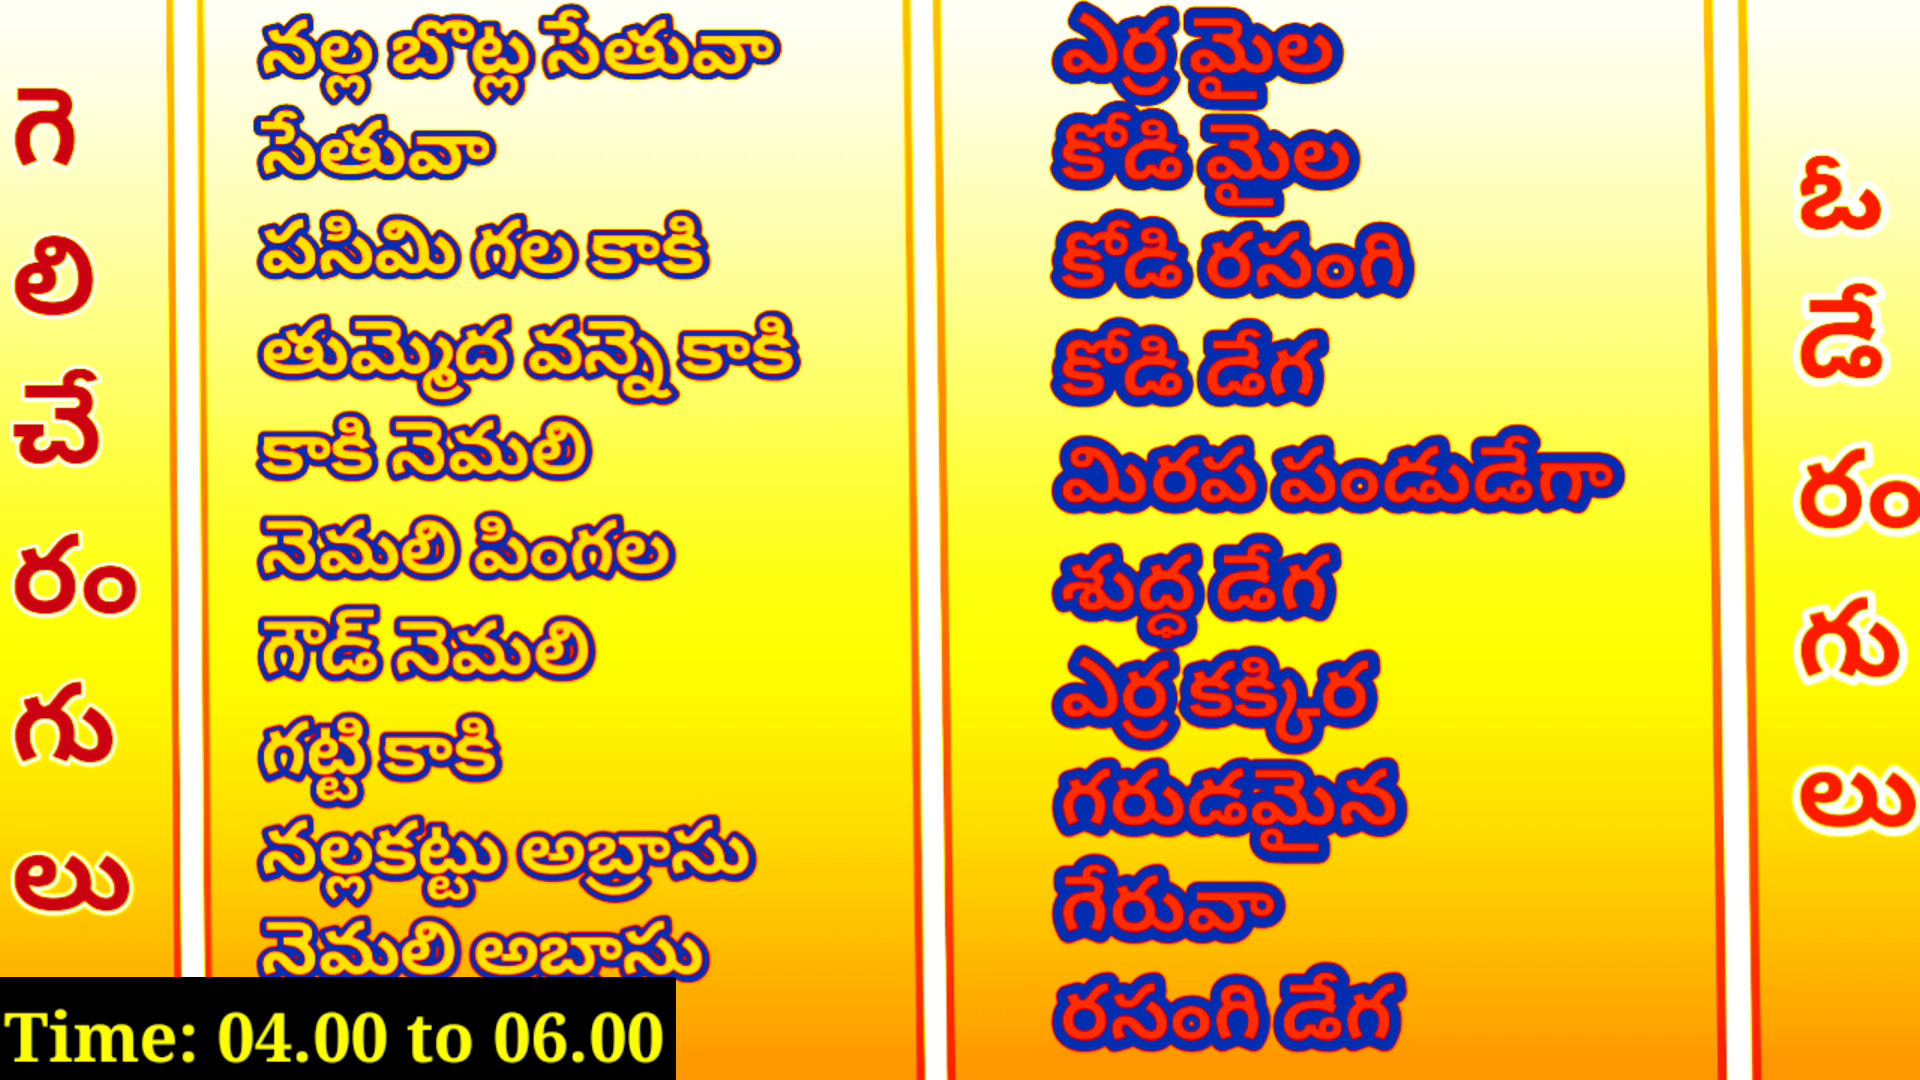 గెలిచేరంగులు
నల్ల బొట్ల సేతువా
సేతువా
పసిమి గల కాకి
తుమ్మెద వన్నె కాకి
కాకి నెమలి
నెమలి పింగల
గౌడ్ నెమలి
గట్టి కాకి
నల్లకట్టు అబ్రాసు
నెమలి అబ్రాసు
Time: 04.00 to 06.00
ఎర్ర మైల
కోడి మైల
కోడి రసంగి
కోడి డేగ
మిరప పండుడేగా
శుద్ధ డేగ
ఎర్ర కక్కిర
గరుడమైన
గేరువా
రసంగి డేగ
ఓడేరంగులు